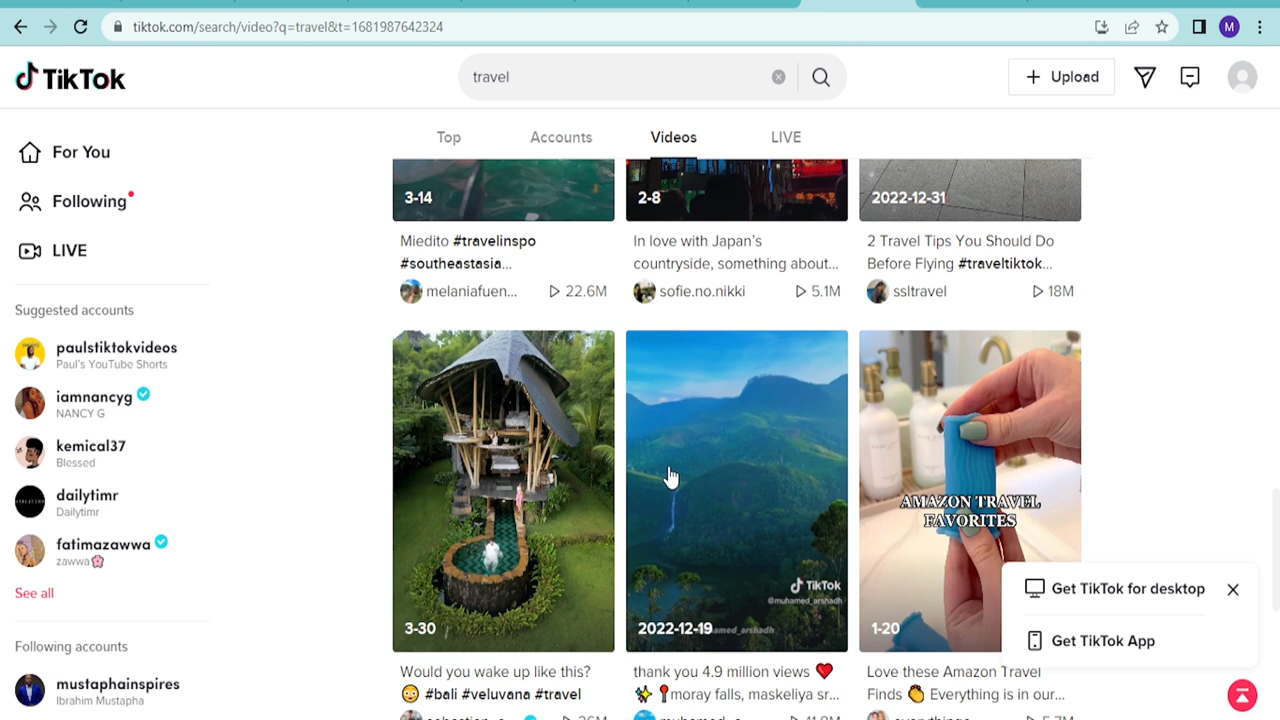 tiktok.com/search/video?q=travel&t=1681987642324
M
TikTok
travel
Upload
For You
Following
LIVE
Suggested accounts
paulstiktokvideos
Paul's YouTube Shorts
iamnancyg
NANCY G
kemical37
Blessed
dailytimr
Dailytimr
fatimazawwa
zawwa🌸
See all
Following accounts
mustaphainspires
Ibrahim Mustapha
Top Accounts Videos LIVE
3-14
Miedito #travelinspo
#southeastasia...
melaniafuen... 22.6M
2-8
In love with Japan's
countryside, something about...
sofie.no.nikki 5.1M
2022-12-31
2 Travel Tips You Should Do
Before Flying #traveltiktok...
ssltravel 18M
3-30
Would you wake up like this?
😳 #bali #veluvana #travel
TikTok
@muhamed_arshadh
2022-12-19
thank you 4.9 million views ❤️
✨📍moray falls, maskeliya sr...
AMAZON TRAVEL
FAVORITES
1-20
Love these Amazon Travel
Finds 👏 Everything is in our...
Get TikTok for desktop
Get TikTok App